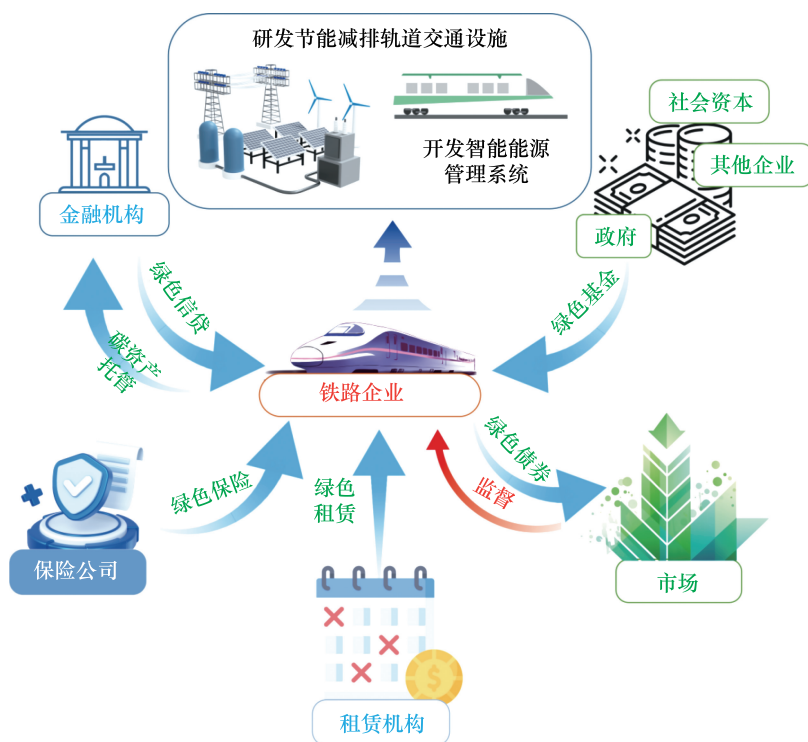 研发节能减排轨道交通设施
开发智能能源
管理系统
社会资本
其他企业
政府
金融机构
绿色信贷
碳资产
托管
绿色基金
铁路企业
绿色保险
绿色
租赁
绿色债券
监督
保险公司
市场
租赁机构